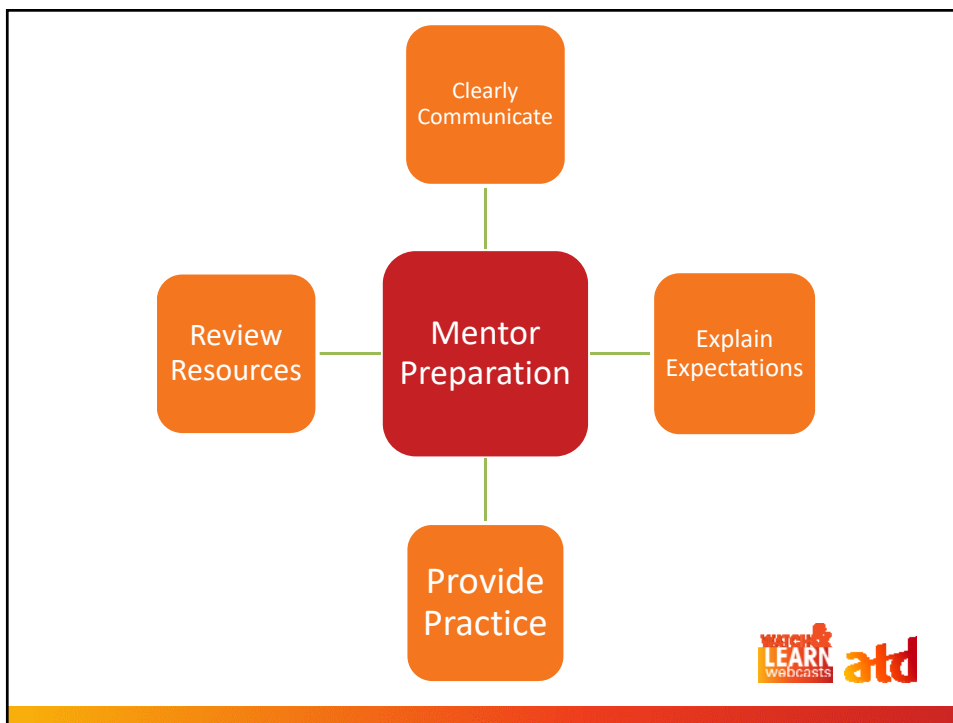 Clearly
Communicate
Review
Resources
Mentor
Preparation
Explain
Expectations
Provide
Practice
WATCH &
LEARN
webcasts
atd